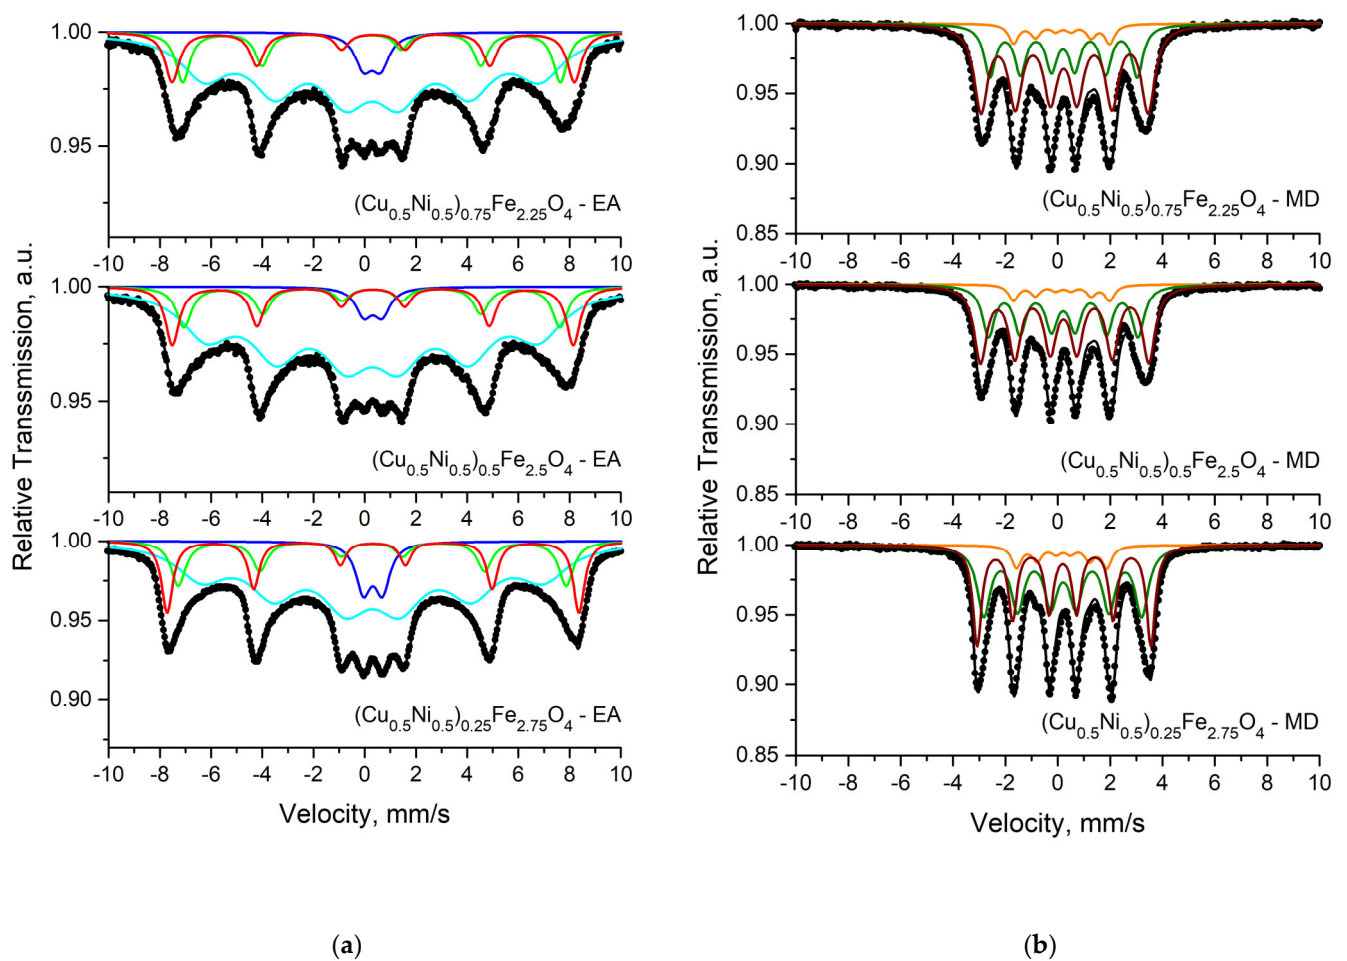 Relative Transsmission, a.u.
1.00
0.95
(Cu0.5Ni0.5)0.75Fe2.25O4 - EA
-10 -8 -6 -4 -2 0 2 4 6 8 10
1.00
0.95
(Cu0.5Ni0.5)0.5Fe2.5O4 - EA
-10 -8 -6 -4 -2 0 2 4 6 8 10
1.00
0.95
0.90
(Cu0.5Ni0.5)0.25Fe2.75O4 - EA
-10 -8 -6 -4 -2 0 2 4 6 8 10
Velocity, mm/s
(a)
Relative Transmission, a.u.
1.00
0.95
0.90
0.85
(Cu0.5Ni0.5)0.75Fe2.25O4 - MD
-10 -8 -6 -4 -2 0 2 4 6 8 10
1.00
0.95
0.90
0.85
(Cu0.5Ni0.5)0.5Fe2.5O4 - MD
-10 -8 -6 -4 -2 0 2 4 6 8 10
1.00
0.95
0.90
0.85
(Cu0.5Ni0.5)0.25Fe2.75O4 - MD
-10 -8 -6 -4 -2 0 2 4 6 8 10
Velocity, mm/s
(b)